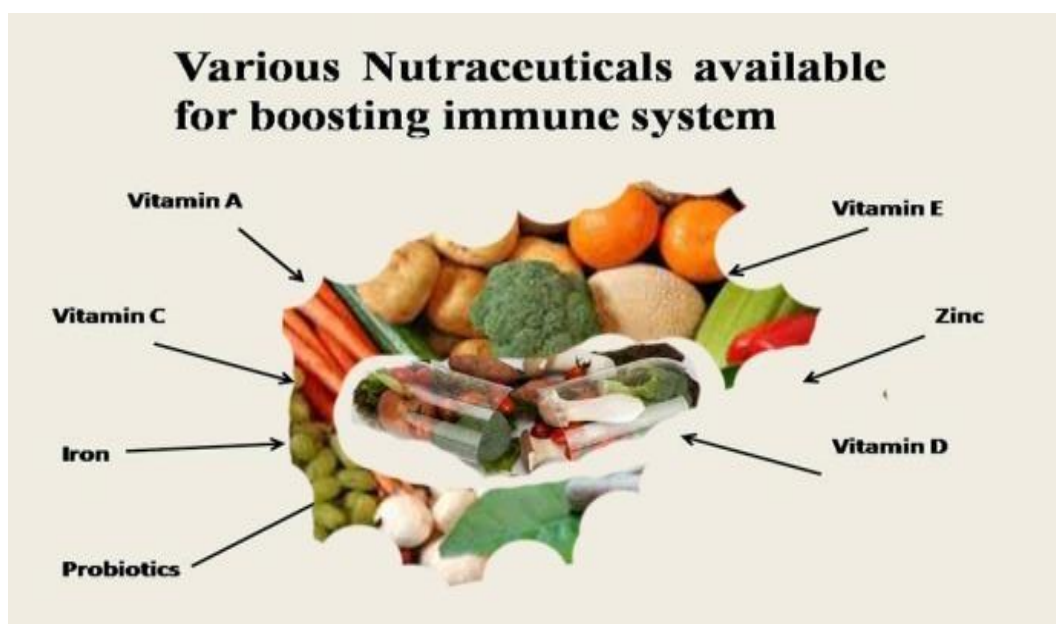 Various Nutraceuticals available
for boosting immune system
Vitamin A
Vitamin E
Vitamin C
Zinc
Iron
Vitamin D
Probiotics